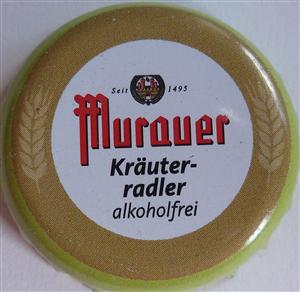 Seit 1495
Murauer
Kräuter-
radler
alkoholfrei